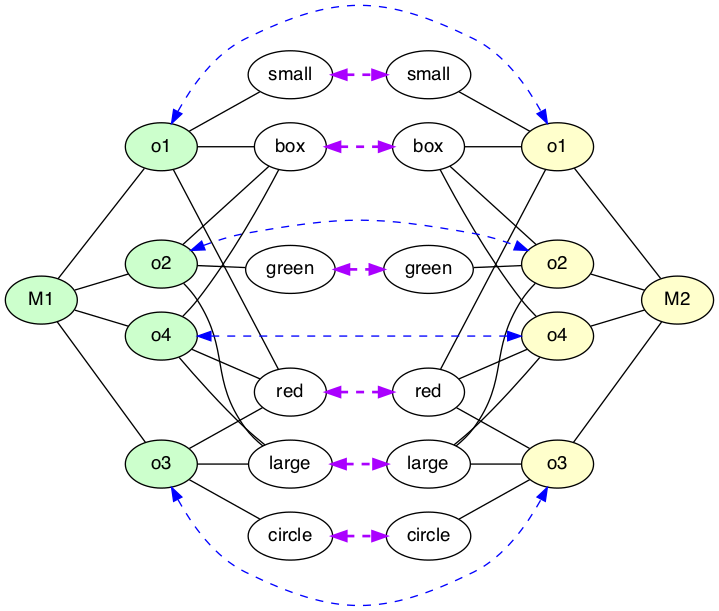 small small
o1 box box o1
o2 green green o2
M1 M2
o4 o4
red red
o3 large large o3
circle circle